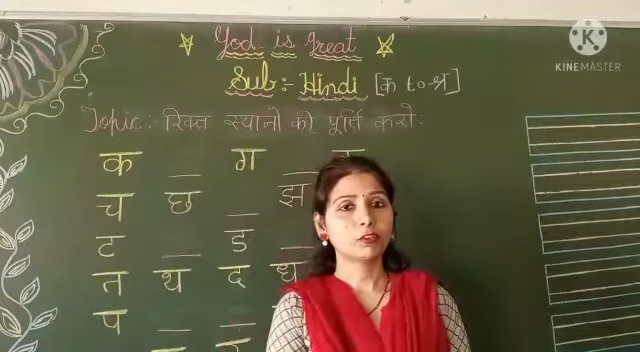 God is Great
KINEMASTER
Sub:- Hindi [क to श्र]
Topic:- रिक्त स्थानो की पूर्ति करो:
क _ ग _
च छ _ झ
ट _ ड _
त थ द ध
प _ _